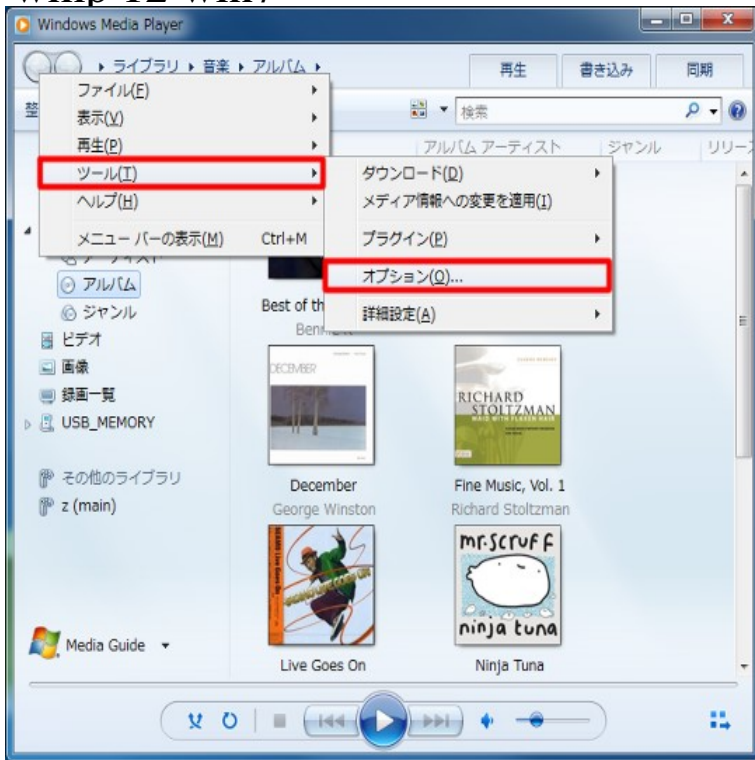 Windows Media Player
ライブラリ ▶ 音楽 ▶ アルバム ▶
再生
書き込み
同期
ファイル(F)
整
検索
表示(V)
再生(P)
アルバム アーティスト
ジャンル
リリース
ツール(T)
ダウンロード(D)
ヘルプ(H)
メディア情報への変更を適用(I)
メニュー バーの表示(M) Ctrl+M
プラグイン(P)
オプション(O)...
詳細設定(A)
アルバム
ジャンル
ビデオ
画像
録画一覧
USB_MEMORY
その他のライブラリ
z (main)
Best of th
DECEMBER
RICHARD
STOLTZMAN
December
George Winston
Fine Music, Vol. 1
Richard Stoltzman
mr.scruff
ninja tuna
Media Guide
Live Goes On
Ninja Tuna